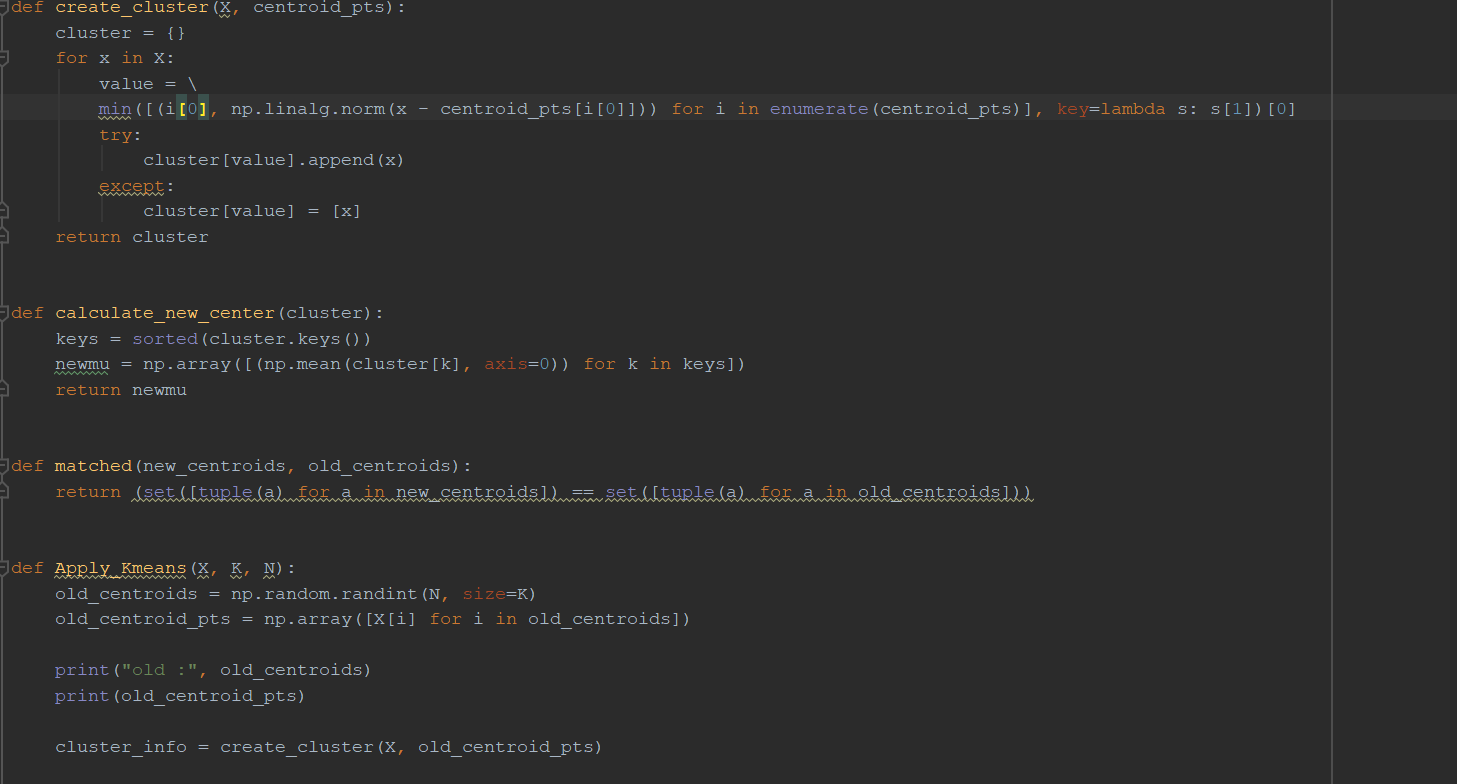 def create_cluster(X, centroid_pts):
    cluster = {}
    for x in X:
        value = \
        min([(i[0], np.linalg.norm(x - centroid_pts[i[0]])) for i in enumerate(centroid_pts)], key=lambda s: s[1])[0]
        try:
            cluster[value].append(x)
        except:
            cluster[value] = [x]
    return cluster
def calculate_new_center(cluster):
    keys = sorted(cluster.keys())
    newmu = np.array([(np.mean(cluster[k], axis=0)) for k in keys])
    return newmu
def matched(new_centroids, old_centroids):
    return (set([tuple(a) for a in new_centroids]) == set([tuple(a) for a in old_centroids]))
def Apply_Kmeans(X, K, N):
    old_centroids = np.random.randint(N, size=K)
    old_centroid_pts = np.array([X[i] for i in old_centroids])
    print("old :", old_centroids)
    print(old_centroid_pts)
    cluster_info = create_cluster(X, old_centroid_pts)